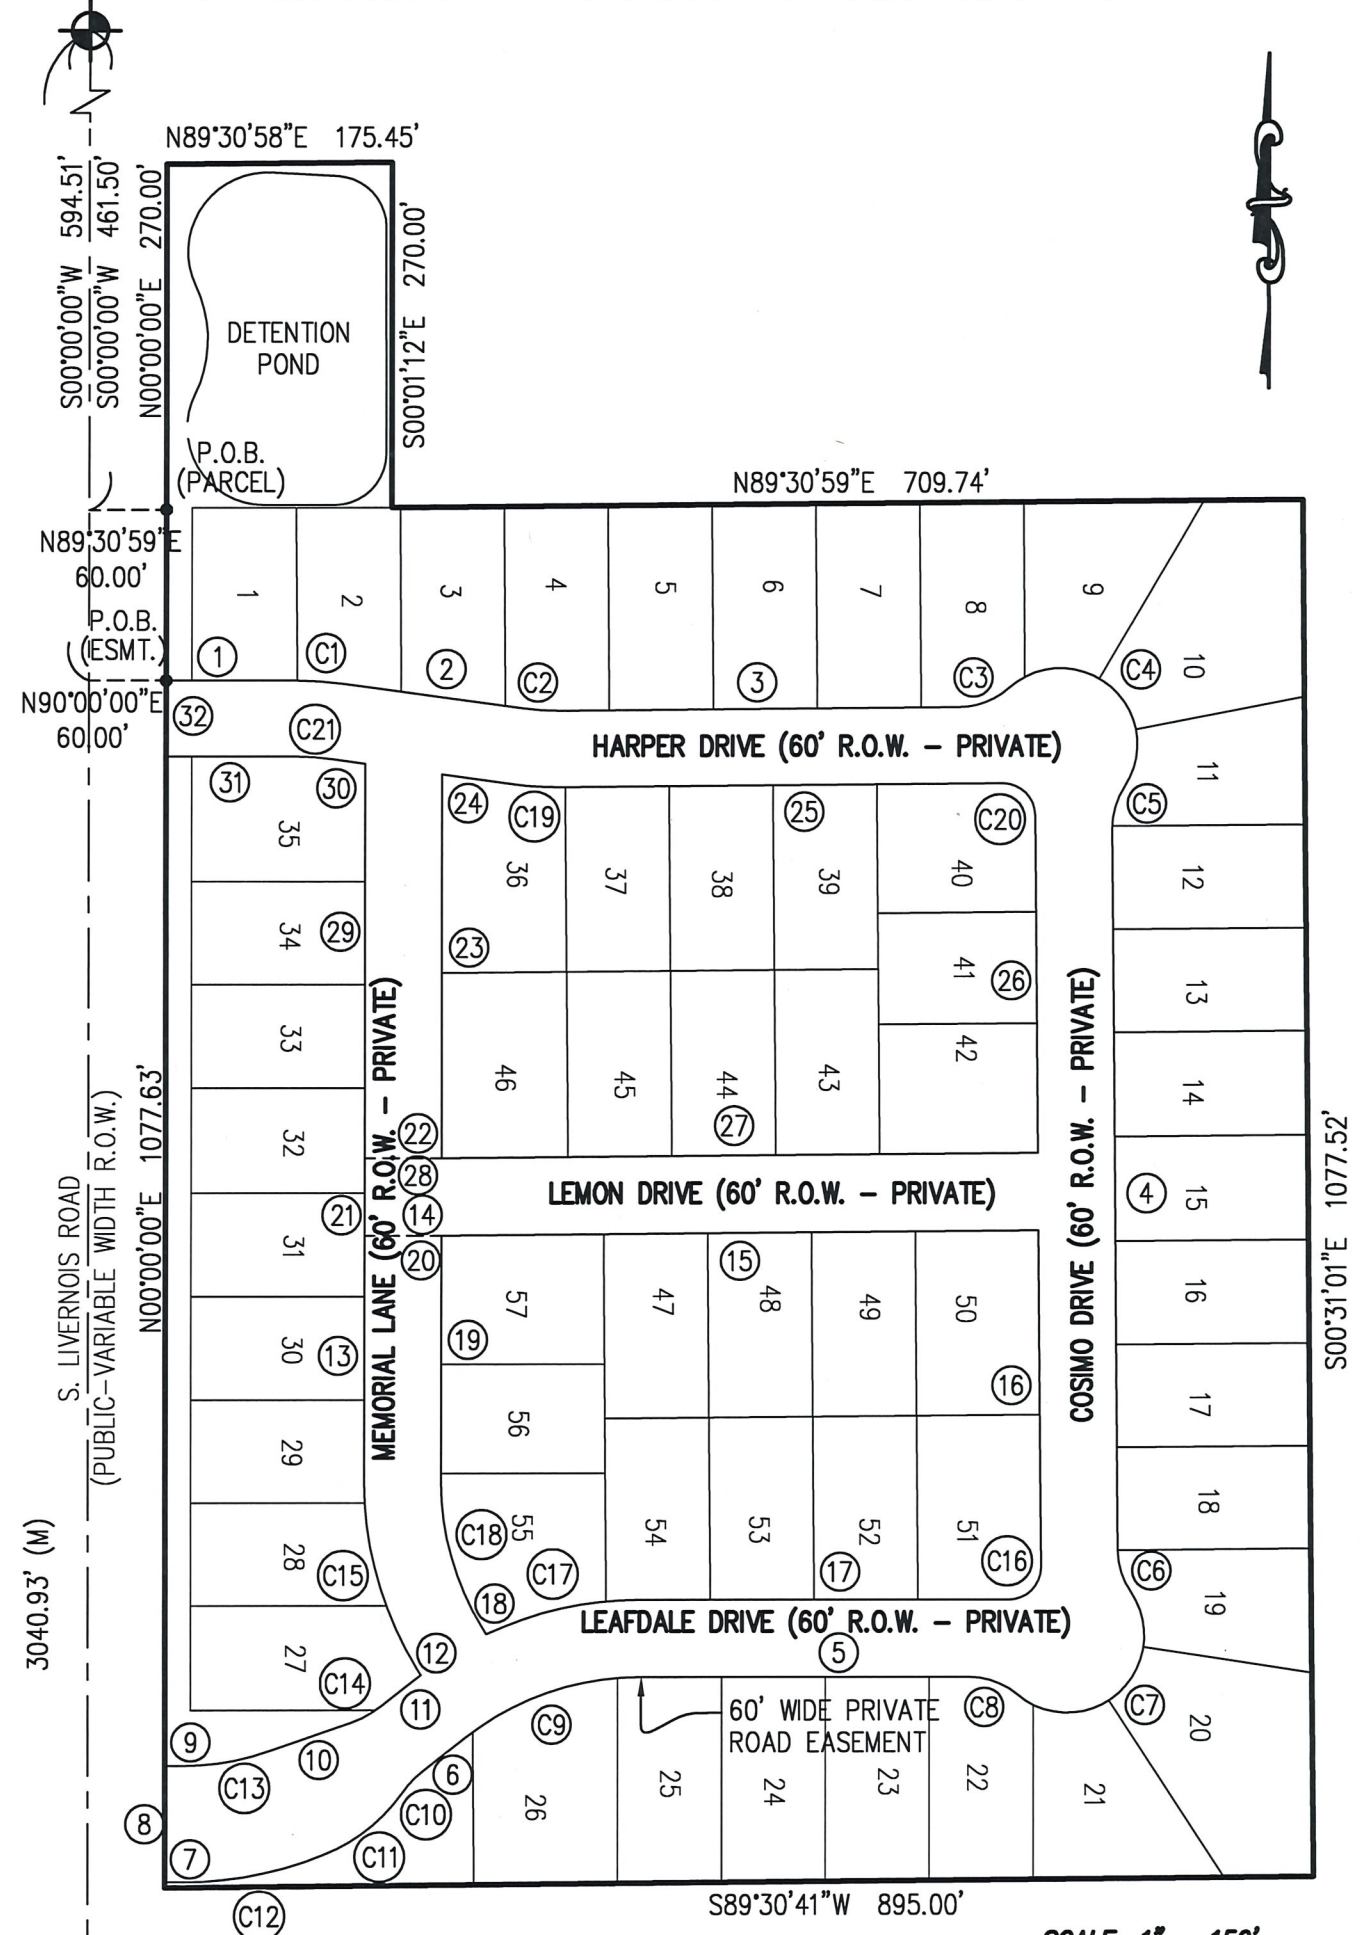 N89°30'58"E 175.45'
S00°00'00"W 594.51'
S00°00'00"W 461.50'
N00°00'00"E 270.00'
DETENTION
POND
S00°01'12"E 270.00'
P.O.B.
(PARCEL)
N89°30'59"E 709.74'
N89°30'59"E
60.00'
P.O.B.
(ESMT.)
N90°00'00"E
60.00'
1
2
3
4
5
6
7
8
9
10
1
C1
2
C2
3
C3
C4
32
C21
HARPER DRIVE (60' R.O.W. - PRIVATE)
11
31
30
24
C19
25
C20
C5
35
36
37
38
39
40
12
34
29
23
41
26
13
33
MEMORIAL LANE (60' R.O.W. - PRIVATE)
COSIMO DRIVE (60' R.O.W. - PRIVATE)
46
45
44
43
42
14
32
22
27
28
LEMON DRIVE (60' R.O.W. - PRIVATE)
4
15
21
14
31
20
15
57
47
48
49
50
16
30
13
19
16
17
29
56
18
28
C15
C18
55
C17
54
53
52
51
C16
17
18
C6
19
LEAFDALE DRIVE (60' R.O.W. - PRIVATE)
5
27
C14
12
11
C9
60' WIDE PRIVATE
ROAD EASEMENT
C8
C7
20
9
10
C13
6
C10
26
25
24
23
22
21
8
7
C11
C12
S. LIVERNOIS ROAD
(PUBLIC-VARIABLE WIDTH R.O.W.)
N00°00'00"E 1077.63'
S00°31'01"E 1077.52'
3040.93' (M)
S89°30'41"W 895.00'